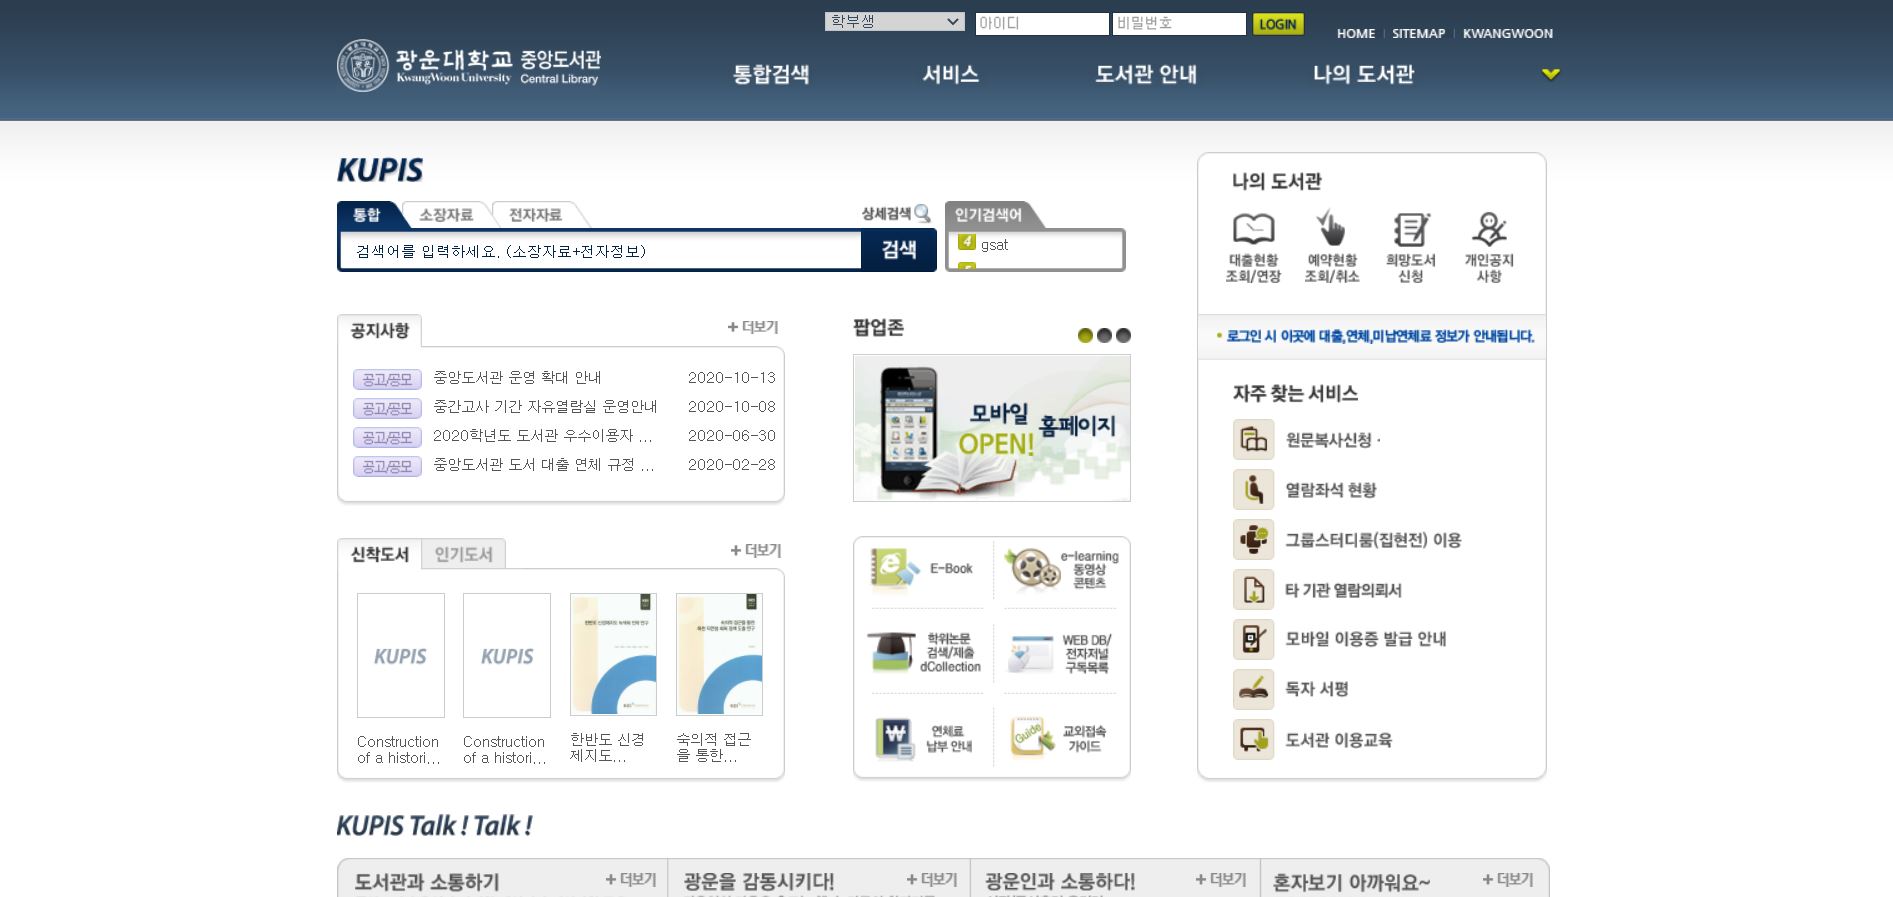 학부생
아이디
비밀번호
LOGIN
HOME
SITEMAP
KWANGWOON
광운대학교 중앙도서관
KwangWoon University Central Library
통합검색
서비스
도서관 안내
나의 도서관
KUPIS
통합
소장자료
전자자료
상세검색
인기검색어
검색어를 입력하세요. (소장자료+전자정보)
검색
4 gsat
나의 도서관
대출현황
조회/연장
예약현황
조회/취소
희망도서
신청
개인공지
사항
로그인 시 이곳에 대출,연체,미납연체료 정보가 안내됩니다.
공지사항
+ 더보기
공고/공모 중앙도서관 운영 확대 안내 2020-10-13
공고/공모 중간고사 기간 자유열람실 운영안내 2020-10-08
공고/공모 2020학년도 도서관 우수이용자 ... 2020-06-30
공고/공모 중앙도서관 도서 대출 연체 규정 ... 2020-02-28
팝업존
모바일 홈페이지
OPEN!
자주 찾는 서비스
원문복사신청 ·
열람좌석 현황
그룹스터디룸(집현전) 이용
타 기관 열람의뢰서
모바일 이용증 발급 안내
독자 서평
도서관 이용교육
신착도서
인기도서
+ 더보기
KUPIS
KUPIS
Construction
of a histori...
Construction
of a histori...
한반도 신경
제지도...
숙의적 접근
을 통한...
E-Book
e-learning
동영상
콘텐츠
학위논문
검색/제출
dCollection
WEB DB/
전자저널
구독목록
연체료
납부 안내
Guide
교외접속
가이드
KUPIS Talk ! Talk !
도서관과 소통하기
+ 더보기
광운을 감동시키다!
+ 더보기
광운인과 소통하다!
+ 더보기
혼자보기 아까워요~
+ 더보기